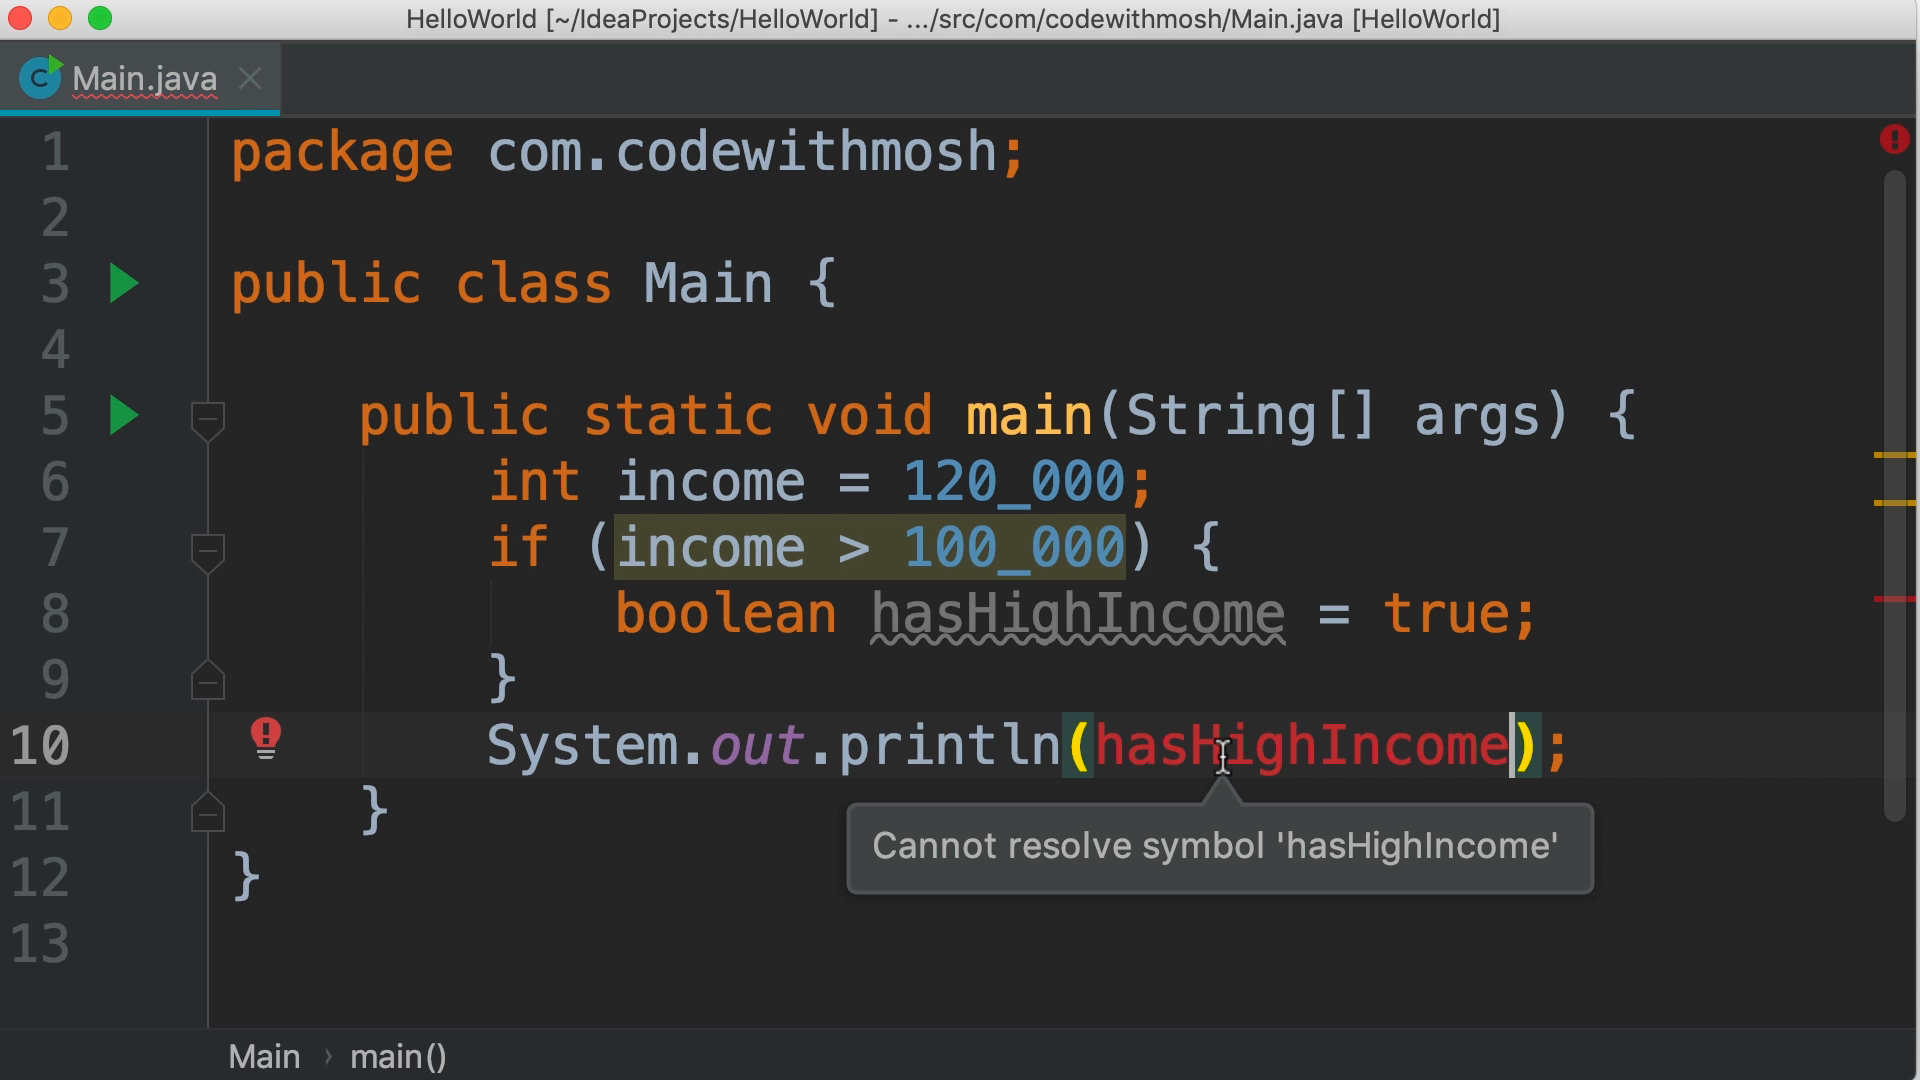 HelloWorld [~/IdeaProjects/HelloWorld] - .../src/com/codewithmosh/Main.java [HelloWorld]
C Main.java
1 package com.codewithmosh;
2
3 public class Main {
4
5 public static void main(String[] args) {
6 int income = 120_000;
7 if (income > 100_000) {
8 boolean hasHighIncome = true;
9 }
10 System.out.println(hasHighIncome);
11 }
Cannot resolve symbol 'hasHighIncome'
12 }
13
Main › main()